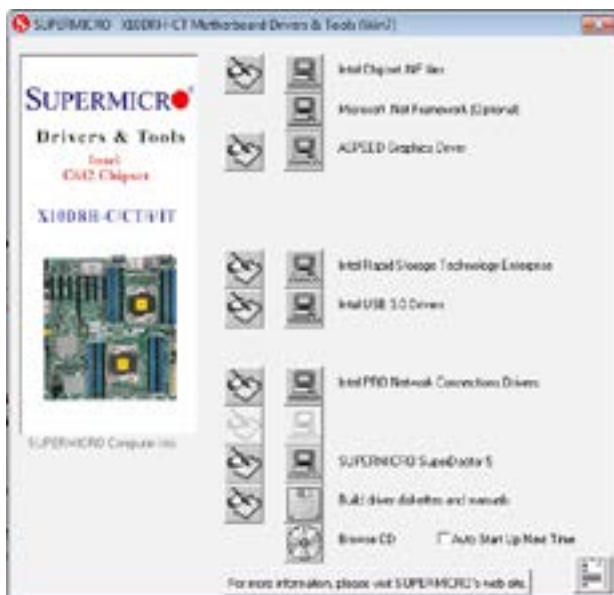 SUPERMICRO X10DRH-CT Motherboard Drivers & Tools (Win7)
SUPERMICRO
Drivers & Tools
Intel
C612 Chipset
X10DRH-C/CT/i/iT
SUPERMICRO Computer Inc.
Intel Chipset INF files
Microsoft .Net Framework (Optional)
ASPEED Graphics Driver
Intel Rapid Storage Technology Enterprise
Intel USB 3.0 Drivers
Intel PRO Network Connections Drivers
SUPERMICRO SuperDoctor 5
Build driver diskettes and manuals
Browse CD
Auto Start Up Next Time
For more information, please visit SUPERMICRO's web site.